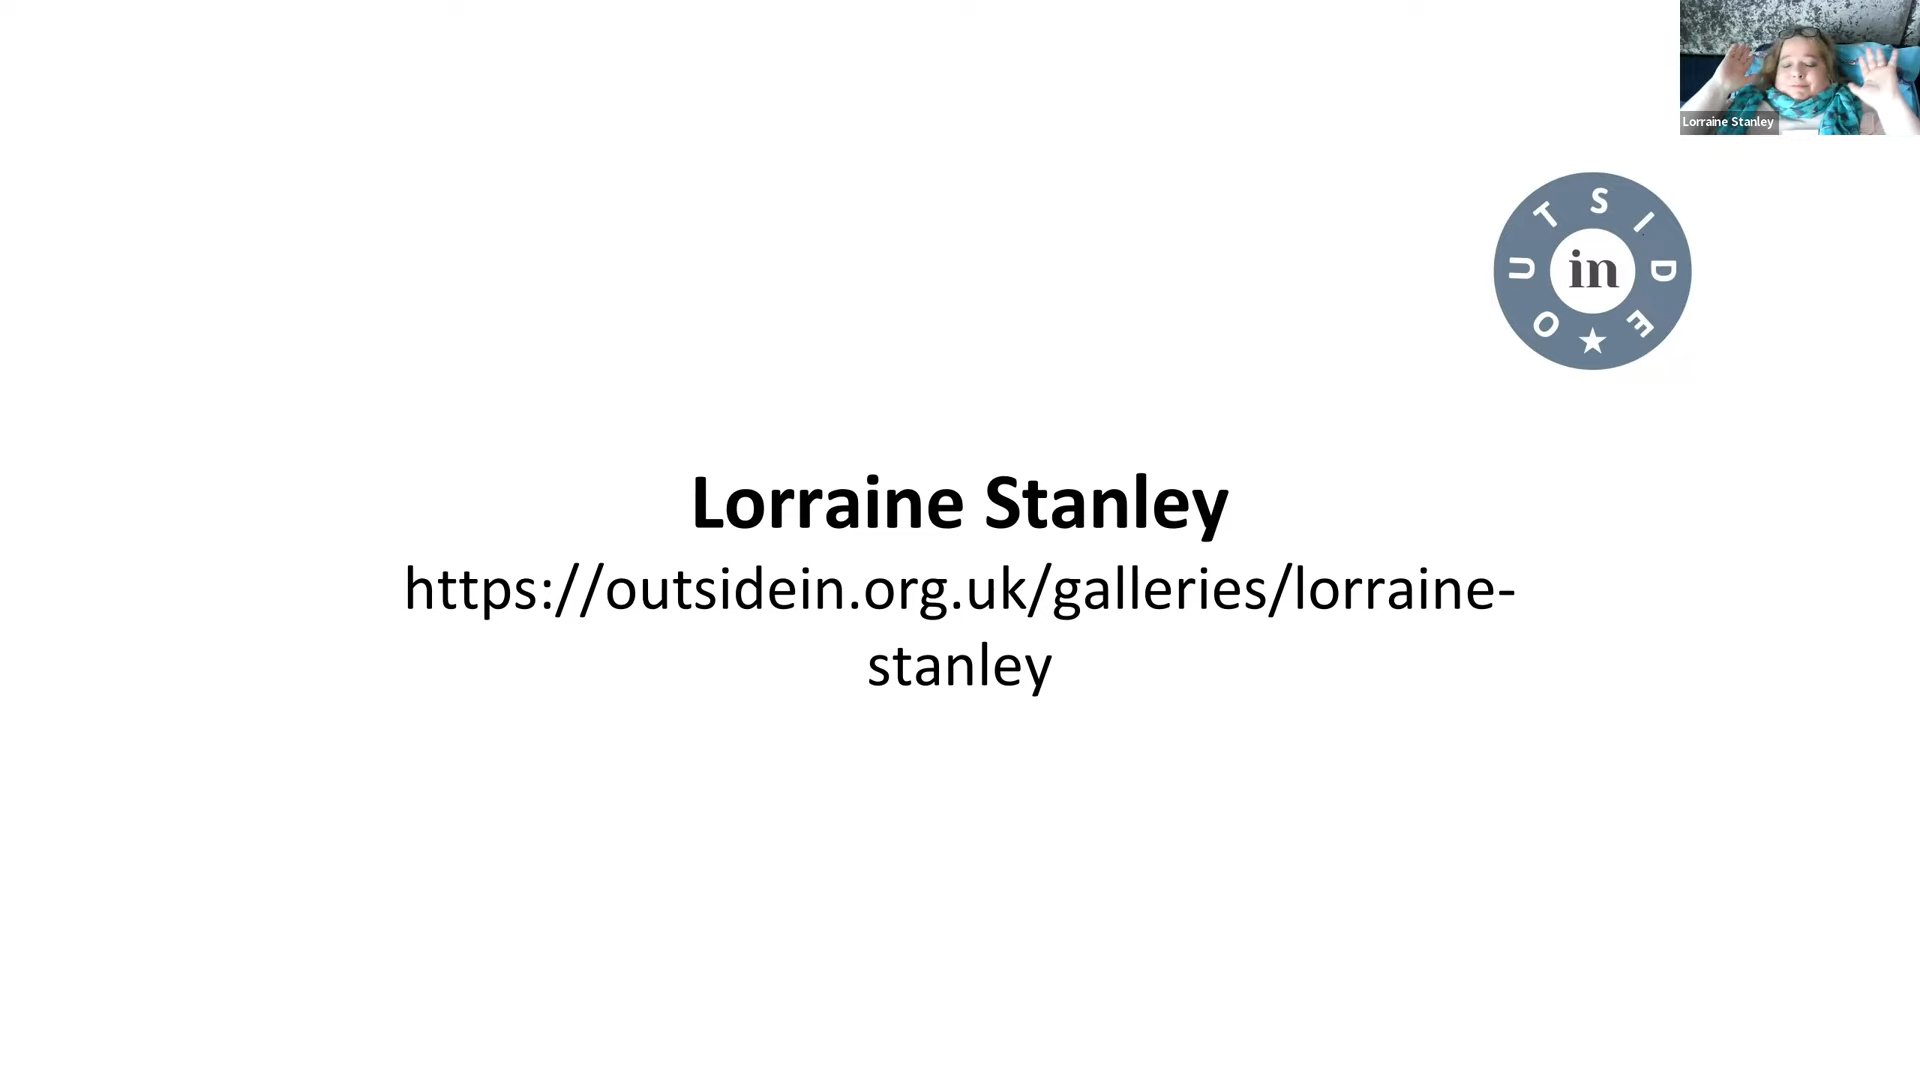 Lorraine Stanley
OUTSIDE
in
Lorraine Stanley
https://outsidein.org.uk/galleries/lorraine-
stanley